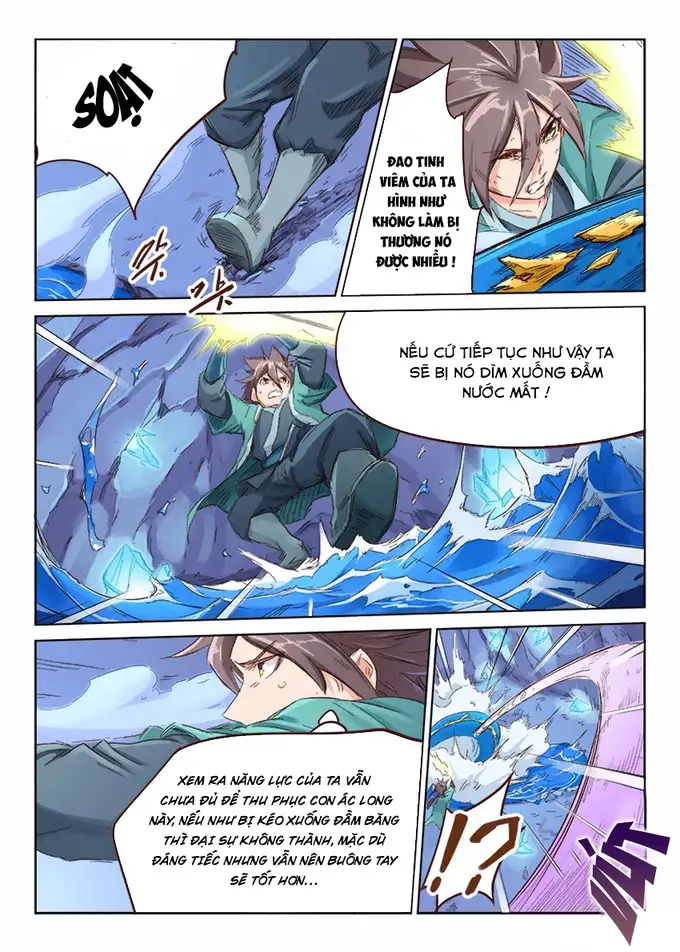 SOẠT
ĐAO TINH
VIÊM CỦA TA
HÌNH NHƯ
KHÔNG LÀM BỊ
THƯƠNG NÓ
ĐƯỢC NHIỀU !
NẾU CỨ TIẾP TỤC NHƯ VẬY TA
SẼ BỊ NÓ DÌM XUỐNG ĐẦM
NƯỚC MẤT !
XEM RA NĂNG LỰC CỦA TA VẪN
CHƯA ĐỦ ĐỂ THU PHỤC CON ÁC LONG
NÀY, NẾU NHƯ BỊ KÉO XUỐNG ĐẦM BĂNG
THÌ ĐẠI SỰ KHÔNG THÀNH, MẶC DÙ
ĐÁNG TIẾC NHƯNG VẪN NÊN BUÔNG TAY
SẼ TỐT HƠN...
!?